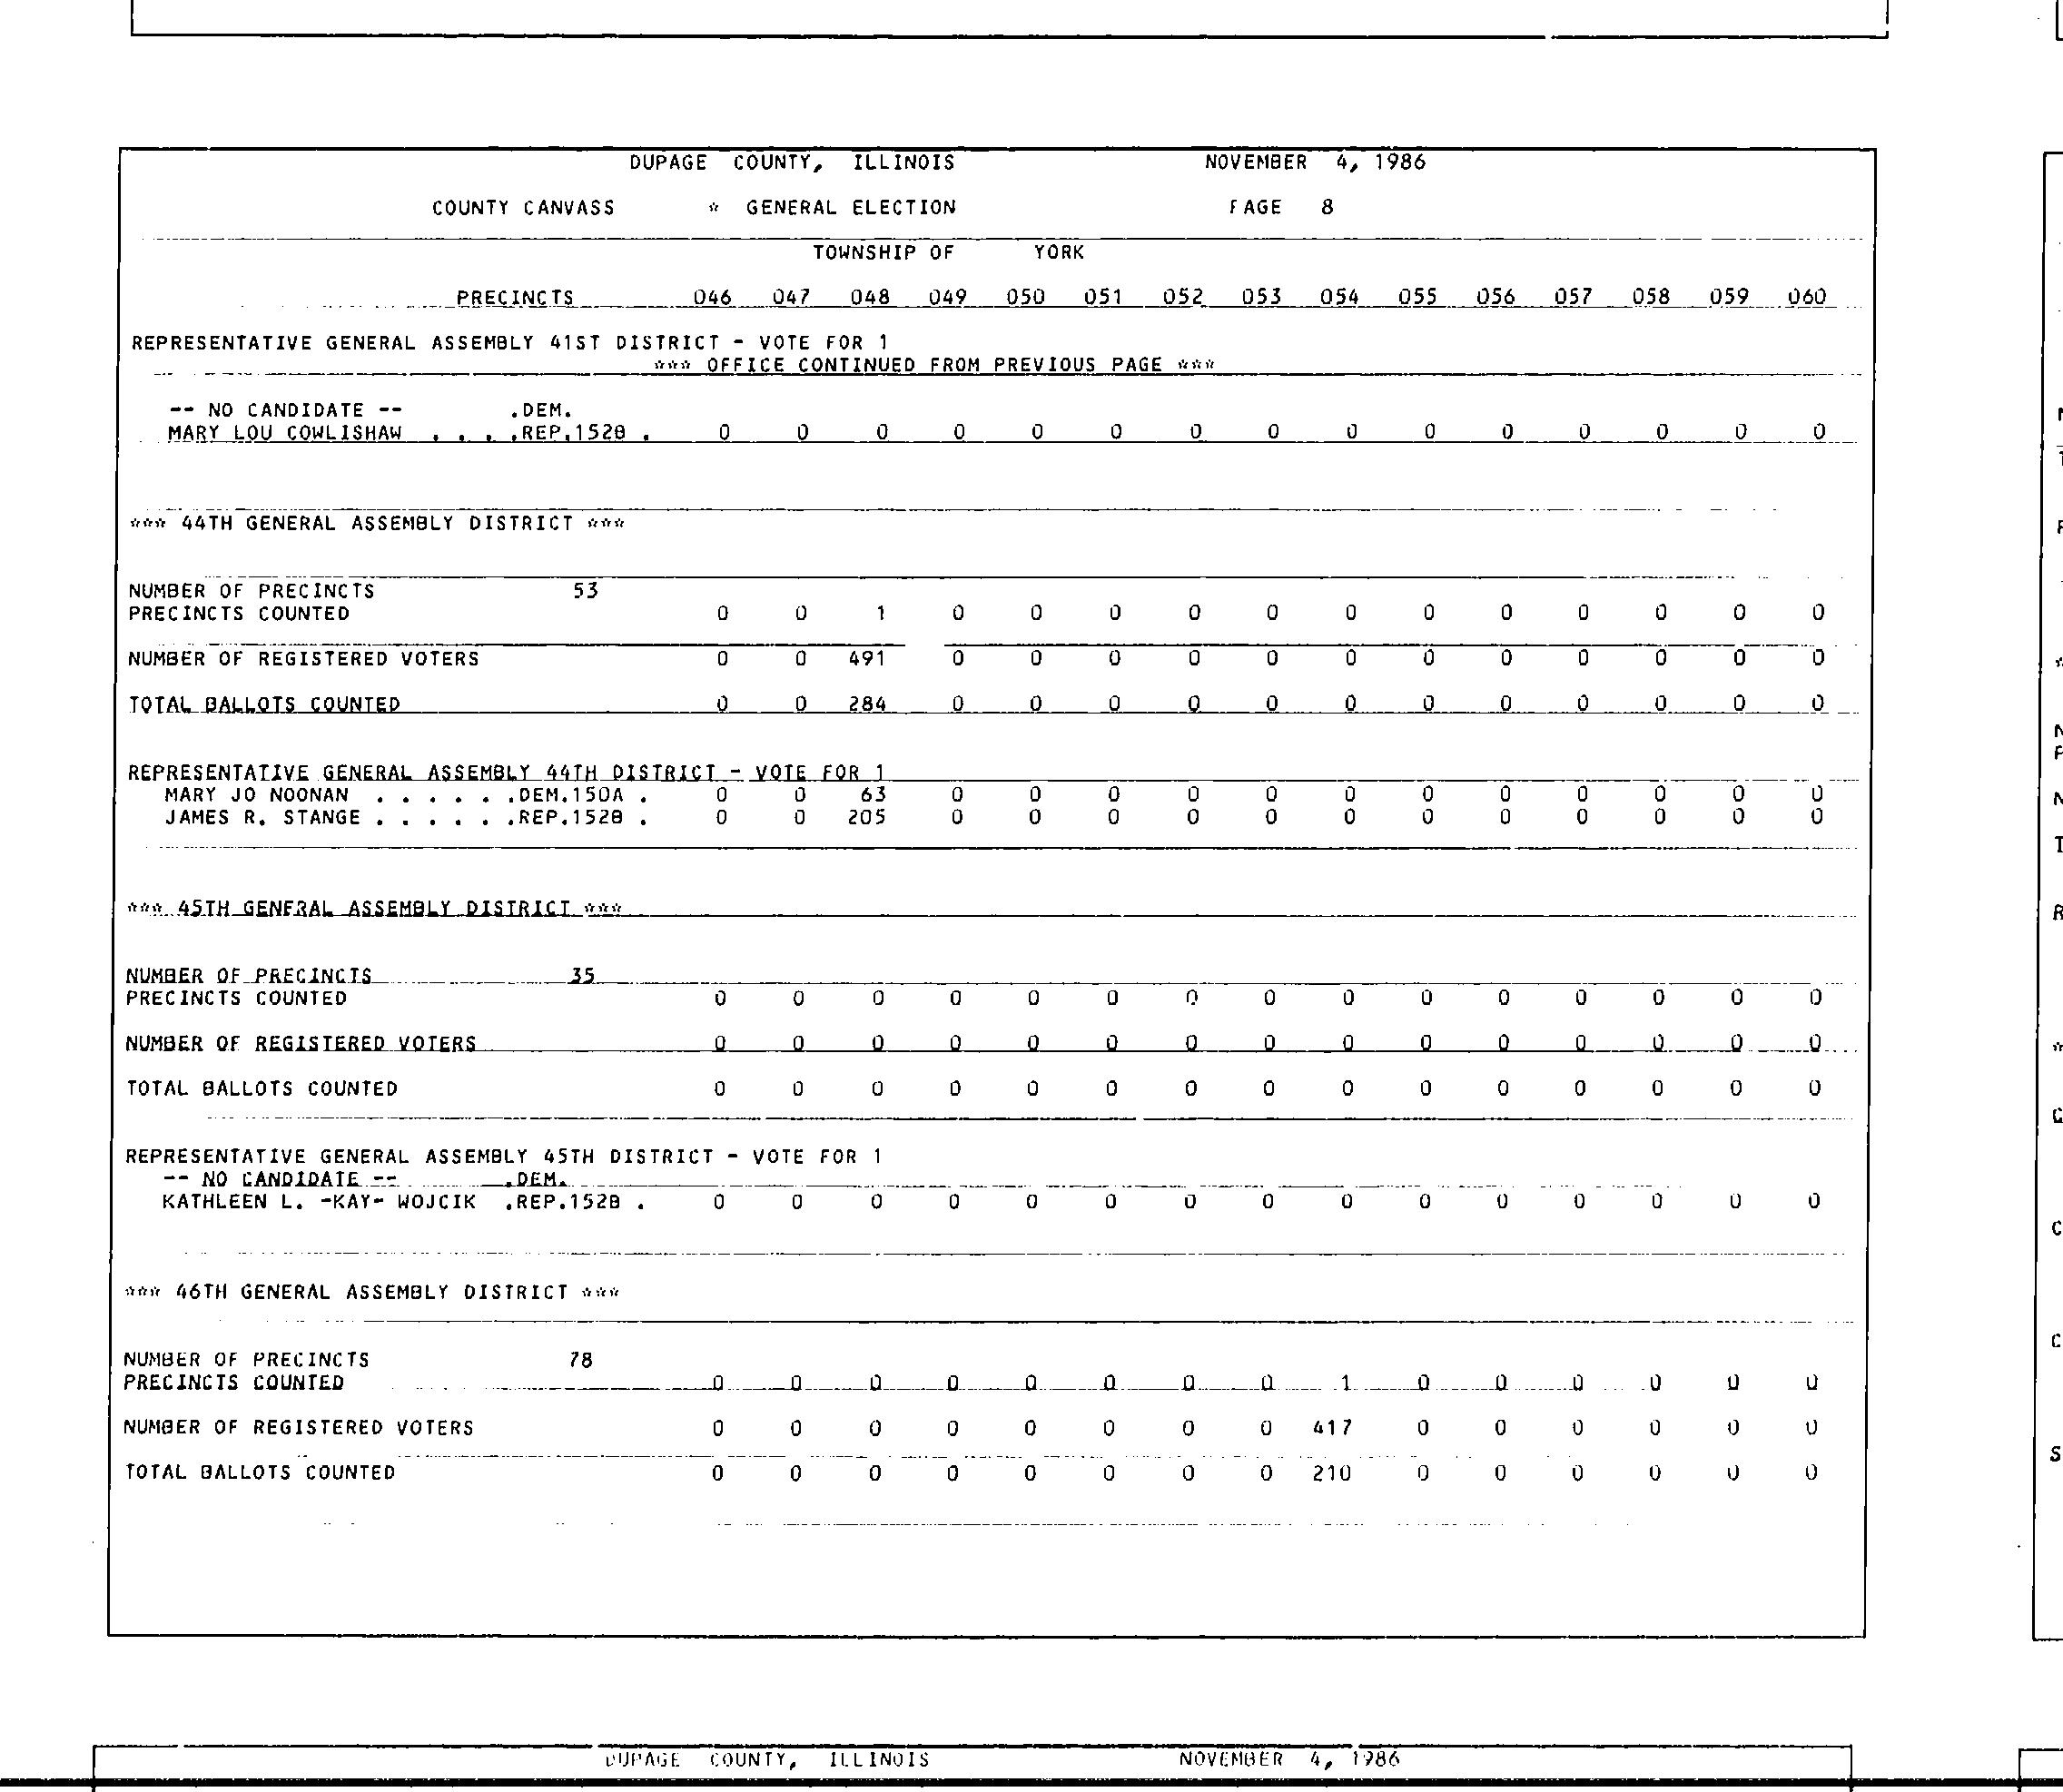 DUPAGE COUNTY, ILLINOIS NOVEMBER 4, 1986
COUNTY CANVASS * GENERAL ELECTION PAGE 8
TOWNSHIP OF YORK
PRECINCTS 046 047 048 049 050 051 052 053 054 055 056 057 058 059 060
REPRESENTATIVE GENERAL ASSEMBLY 41ST DISTRICT - VOTE FOR 1
*** OFFICE CONTINUED FROM PREVIOUS PAGE ***
-- NO CANDIDATE -- .DEM.
MARY LOU COWLISHAW . . . .REP.152B . 0 0 0 0 0 0 0 0 0 0 0 0 0 0 0
*** 44TH GENERAL ASSEMBLY DISTRICT ***
NUMBER OF PRECINCTS 53
PRECINCTS COUNTED 0 0 1 0 0 0 0 0 0 0 0 0 0 0 0
NUMBER OF REGISTERED VOTERS 0 0 491 0 0 0 0 0 0 0 0 0 0 0 0
TOTAL BALLOTS COUNTED 0 0 284 0 0 0 0 0 0 0 0 0 0 0 0
REPRESENTATIVE GENERAL ASSEMBLY 44TH DISTRICT - VOTE FOR 1
MARY JO NOONAN . . . . . .DEM.150A . 0 0 63 0 0 0 0 0 0 0 0 0 0 0 0
JAMES R. STANGE . . . . . .REP.152B . 0 0 205 0 0 0 0 0 0 0 0 0 0 0 0
*** 45TH GENERAL ASSEMBLY DISTRICT ***
NUMBER OF PRECINCTS 35
PRECINCTS COUNTED 0 0 0 0 0 0 0 0 0 0 0 0 0 0 0
NUMBER OF REGISTERED VOTERS 0 0 0 0 0 0 0 0 0 0 0 0 0 0 0
TOTAL BALLOTS COUNTED 0 0 0 0 0 0 0 0 0 0 0 0 0 0 0
REPRESENTATIVE GENERAL ASSEMBLY 45TH DISTRICT - VOTE FOR 1
-- NO CANDIDATE -- .DEM.
KATHLEEN L. -KAY- WOJCIK .REP.152B . 0 0 0 0 0 0 0 0 0 0 0 0 0 0 0
*** 46TH GENERAL ASSEMBLY DISTRICT ***
NUMBER OF PRECINCTS 78
PRECINCTS COUNTED 0 0 0 0 0 0 0 0 1 0 0 0 0 0 0
NUMBER OF REGISTERED VOTERS 0 0 0 0 0 0 0 0 417 0 0 0 0 0 0
TOTAL BALLOTS COUNTED 0 0 0 0 0 0 0 0 210 0 0 0 0 0 0
DUPAGE COUNTY, ILLINOIS NOVEMBER 4, 1986